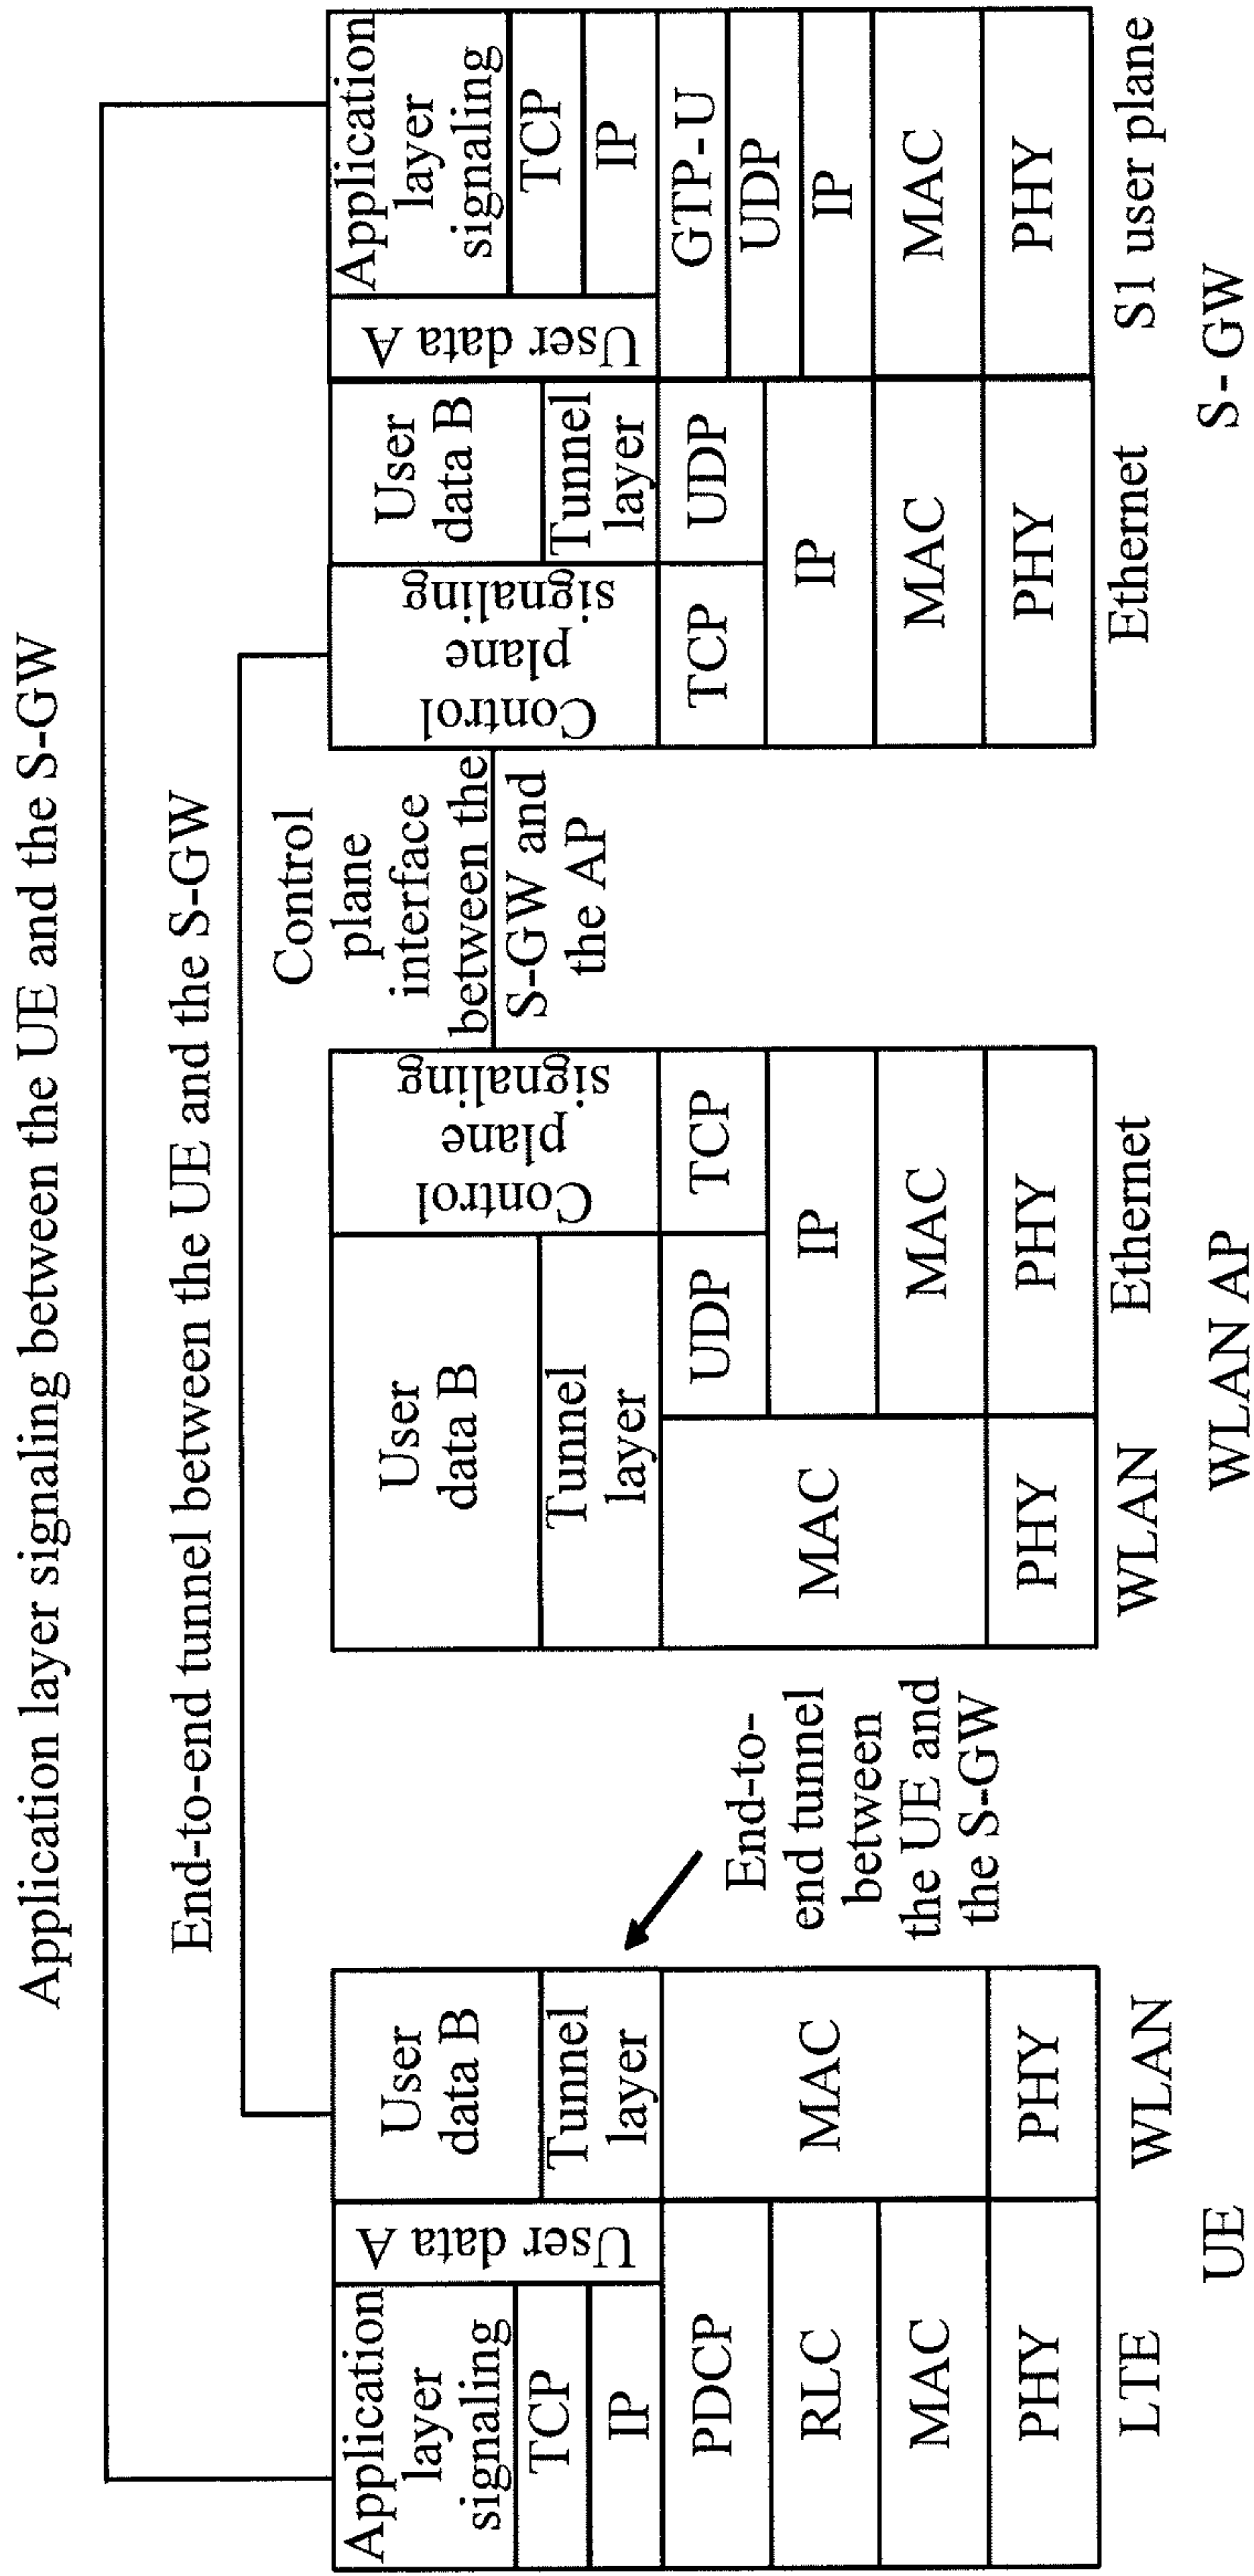 Application layer signaling between the UE and the S-GW
End-to-end tunnel between the UE and the S-GW
Application
layer
signaling
TCP
IP
User data A
PDCP
RLC
MAC
PHY
LTE
User
data B
Tunnel
layer
MAC
PHY
WLAN
UE
End-to-
end tunnel
between
the UE and
the S-GW
User
data B
Tunnel
layer
MAC
PHY
WLAN
Control
plane
signaling
UDP
TCP
IP
MAC
PHY
Ethernet
WLAN AP
Control
plane
interface
between the
S-GW and
the AP
Control
plane
signaling
User
data B
Tunnel
layer
TCP
UDP
IP
MAC
PHY
Ethernet
User data A
Application
layer
signaling
TCP
IP
GTP-U
UDP
IP
MAC
PHY
S1 user plane
S-GW